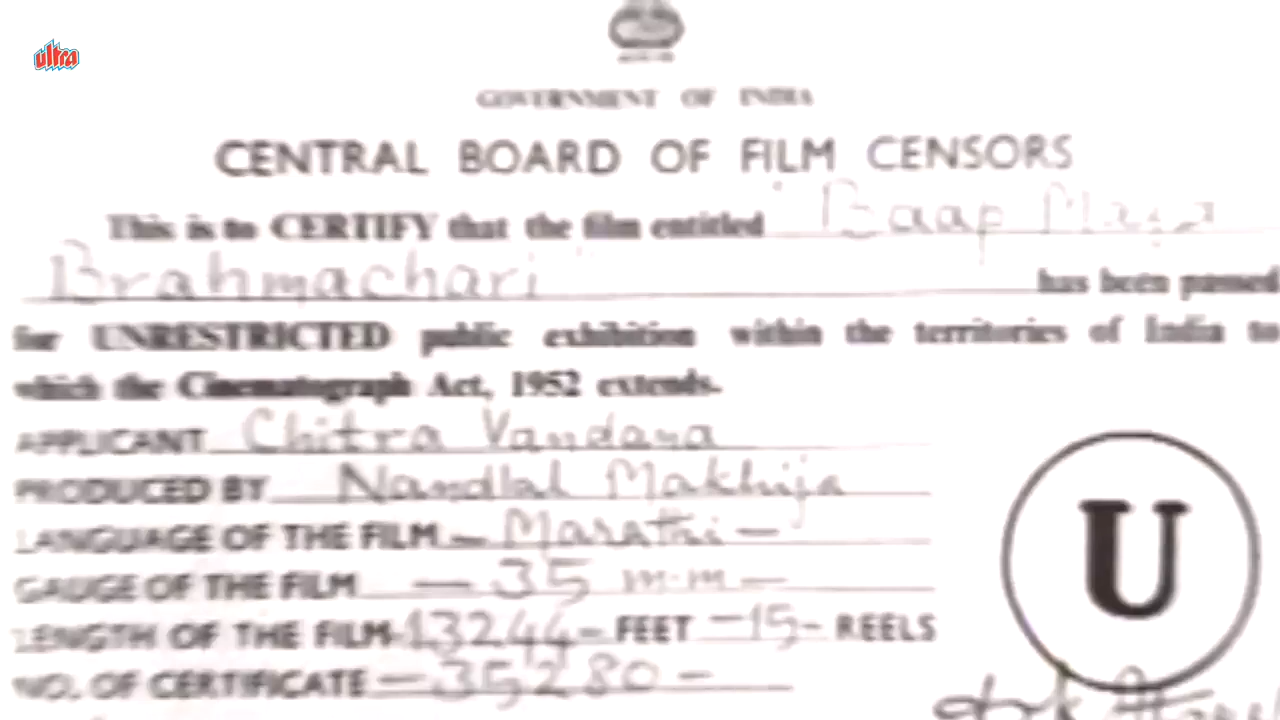 ultra
GOVERNMENT OF INDIA
CENTRAL BOARD OF FILM CENSORS
This is to CERTIFY that the film entitled "Baap Maza
Brahmachari" has been passed
for UNRESTRICTED public exhibition within the territories of India to
which the Cinematograph Act, 1952 extends.
APPLICANT Chitra Vandana
PRODUCED BY Nandlal Makhija
LANGUAGE OF THE FILM - Marathi -
GAUGE OF THE FILM - 35 m.m -
LENGTH OF THE FILM 13244 - FEET - 15 - REELS
U
NO. OF CERTIFICATE - 35280 -